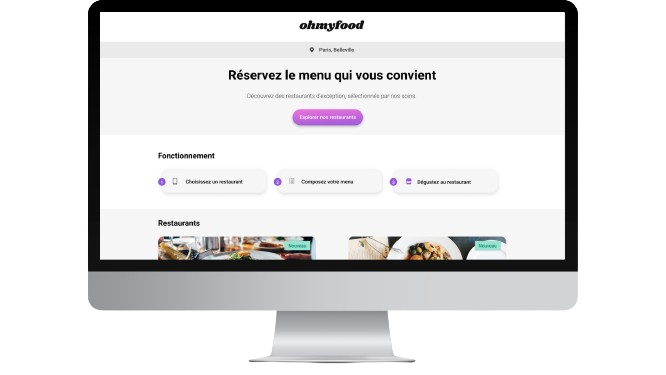 ohmyfood
Paris, Belleville
Réservez le menu qui vous convient
Découvrez des restaurants d'exception, sélectionnés par nos soins.
Explorer nos restaurants
Fonctionnement
1 Choisissez un restaurant
2 Composez votre menu
3 Dégustez au restaurant
Restaurants
Nouveau
Nouveau